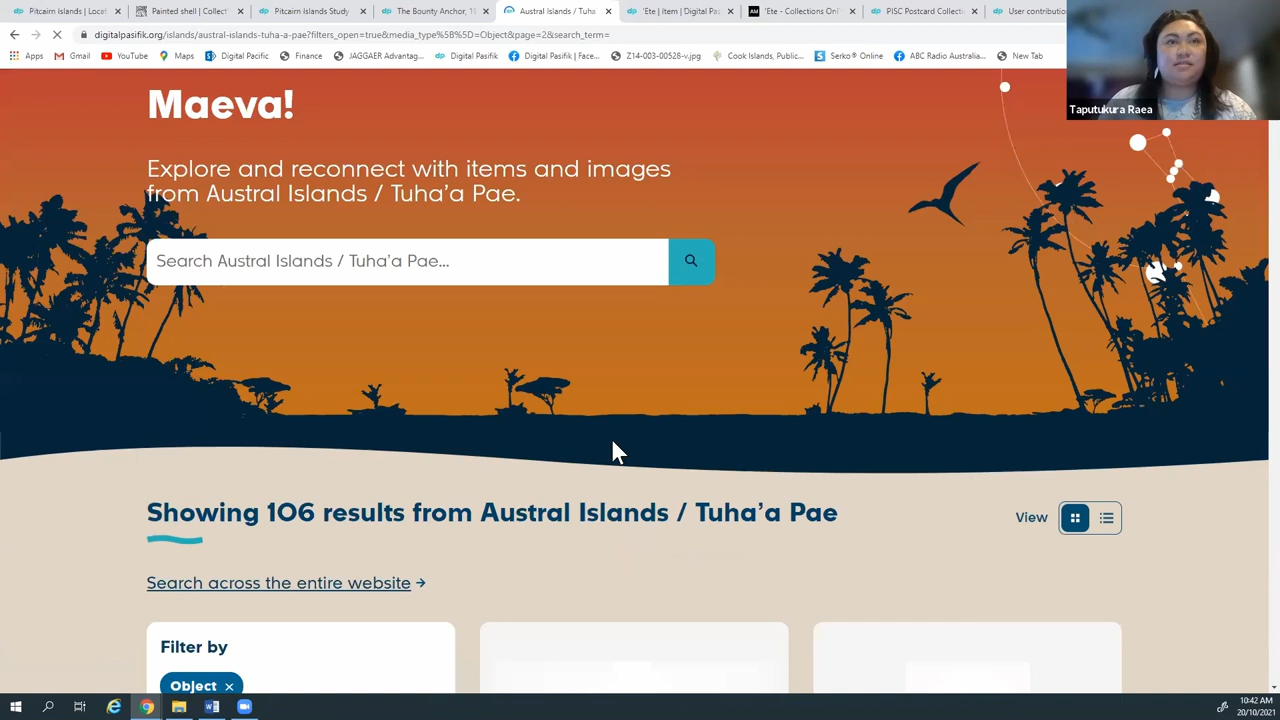 Pitcairn Islands | Locat
Painted shell | Collect
Pitcairn Islands Study
The Bounty Anchor, 1
Austral Islands / Tuha
'Ete | Item | Digital Pas
'Ete - Collections Onl
PISC Postcard Collecti
User contribution
digitalpasifik.org/islands/austral-islands-tuha-a-pae?filters_open=true&media_type%5B%5D=Object&page=2&search_term=
Apps
Gmail
YouTube
Maps
Digital Pacific
Finance
JAGGAER Advantag...
Digital Pasifik
Digital Pasifik | Face...
Z14-003-00528-v.jpg
Cook Islands, Public...
Serko® Online
ABC Radio Australia...
New Tab
Taputukura Raea
Maeva!
Explore and reconnect with items and images
from Austral Islands / Tuha'a Pae.
Search Austral Islands / Tuha'a Pae...
Showing 106 results from Austral Islands / Tuha'a Pae
View
Search across the entire website →
Filter by
Object ×
10:42 AM
20/10/2021